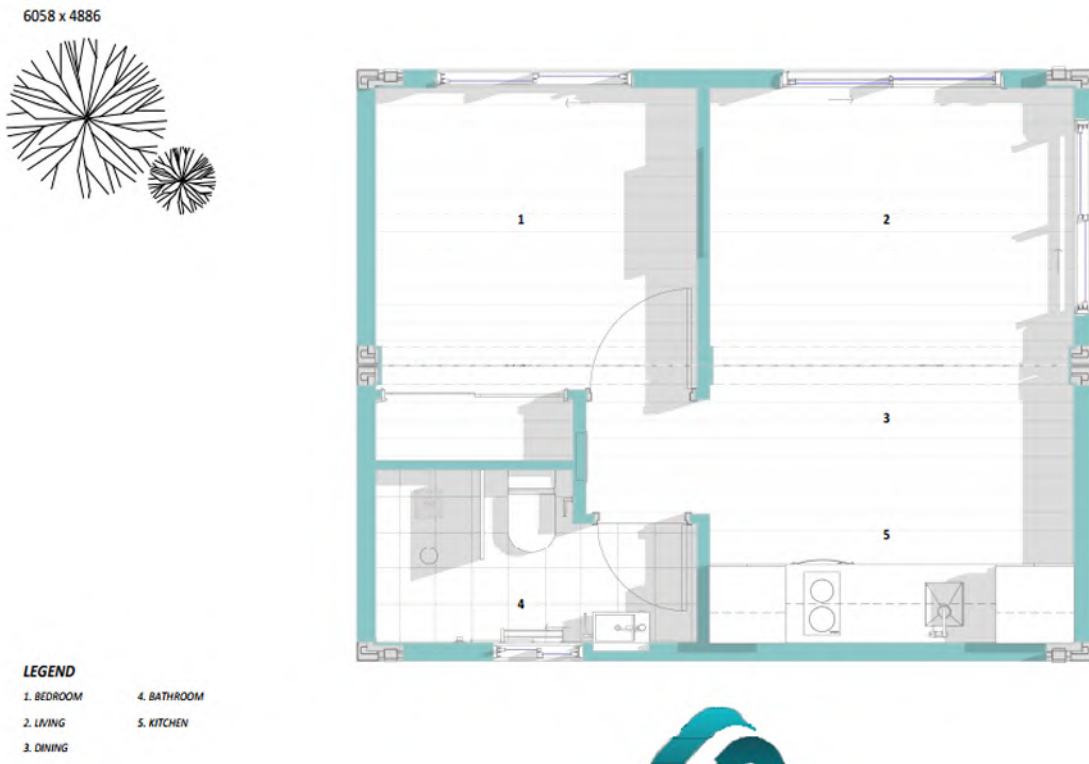 6058 x 4886
1
2
3
5
4
LEGEND
1. BEDROOM
4. BATHROOM
2. LIVING
5. KITCHEN
3. DINING